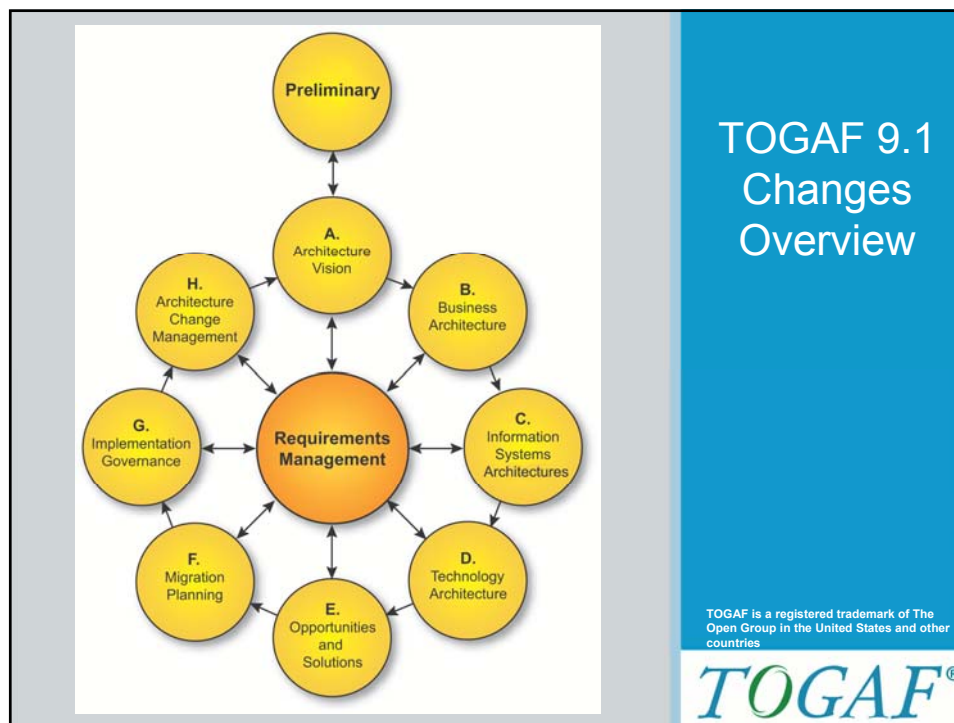 Preliminary
A.
Architecture
Vision
B.
Business
Architecture
C.
Information
Systems
Architectures
D.
Technology
Architecture
E.
Opportunities
and
Solutions
F.
Migration
Planning
G.
Implementation
Governance
H.
Architecture
Change
Management
Requirements
Management
TOGAF 9.1
Changes
Overview
TOGAF is a registered trademark of The
Open Group in the United States and other
countries
TOGAF®